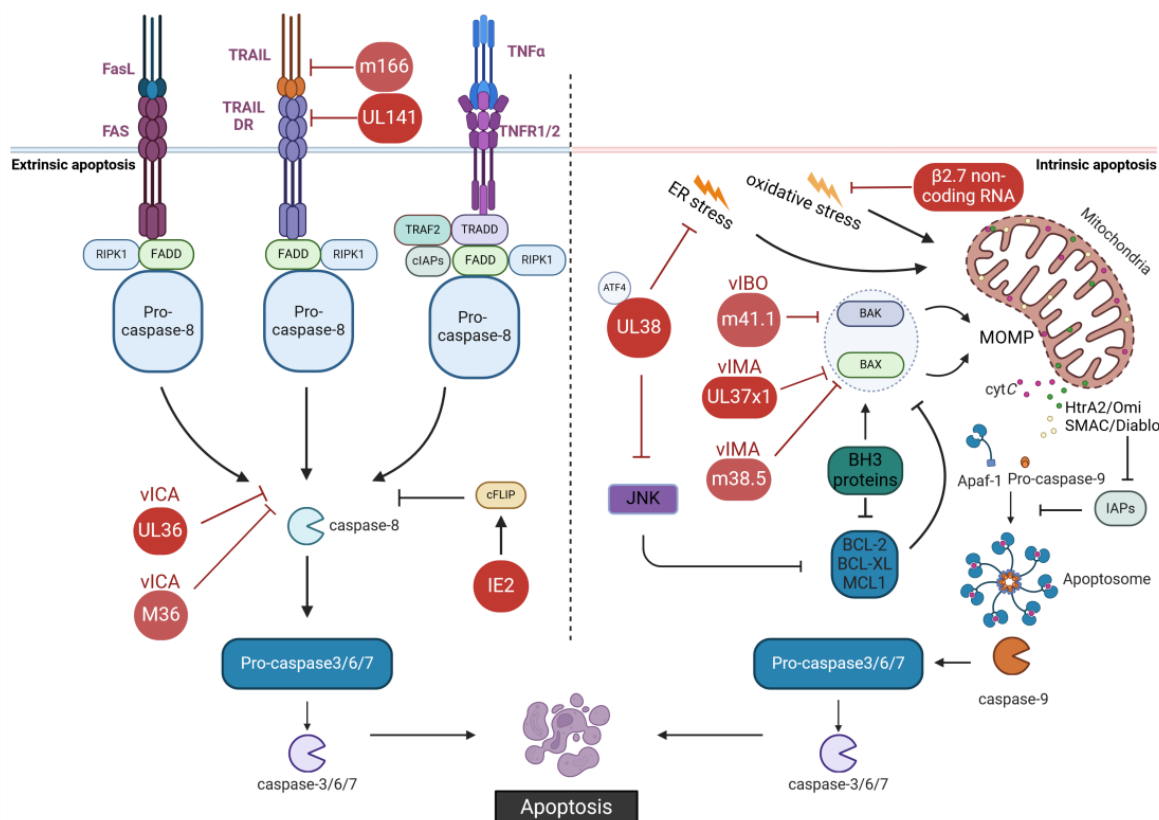 FasL
FAS
TRAIL
TRAIL
DR
m166
UL141
TNFα
TNFR1/2
Extrinsic apoptosis
Intrinsic apoptosis
RIPK1
FADD
Pro-
caspase-8
FADD
RIPK1
Pro-
caspase-8
TRAF2
TRADD
cIAPs
FADD
RIPK1
Pro-
caspase-8
vICA
UL36
vICA
M36
caspase-8
cFLIP
IE2
Pro-caspase3/6/7
caspase-3/6/7
Apoptosis
ER stress
oxidative stress
β2.7 non-
coding RNA
Mitochondria
ATF4
UL38
vIBO
m41.1
vIMA
UL37x1
vIMA
m38.5
BAK
BAX
MOMP
cytC
HtrA2/Omi
SMAC/Diablo
JNK
BH3
proteins
BCL-2
BCL-XL
MCL1
Apaf-1
Pro-caspase-9
IAPs
Apoptosome
caspase-9
Pro-caspase3/6/7
caspase-3/6/7